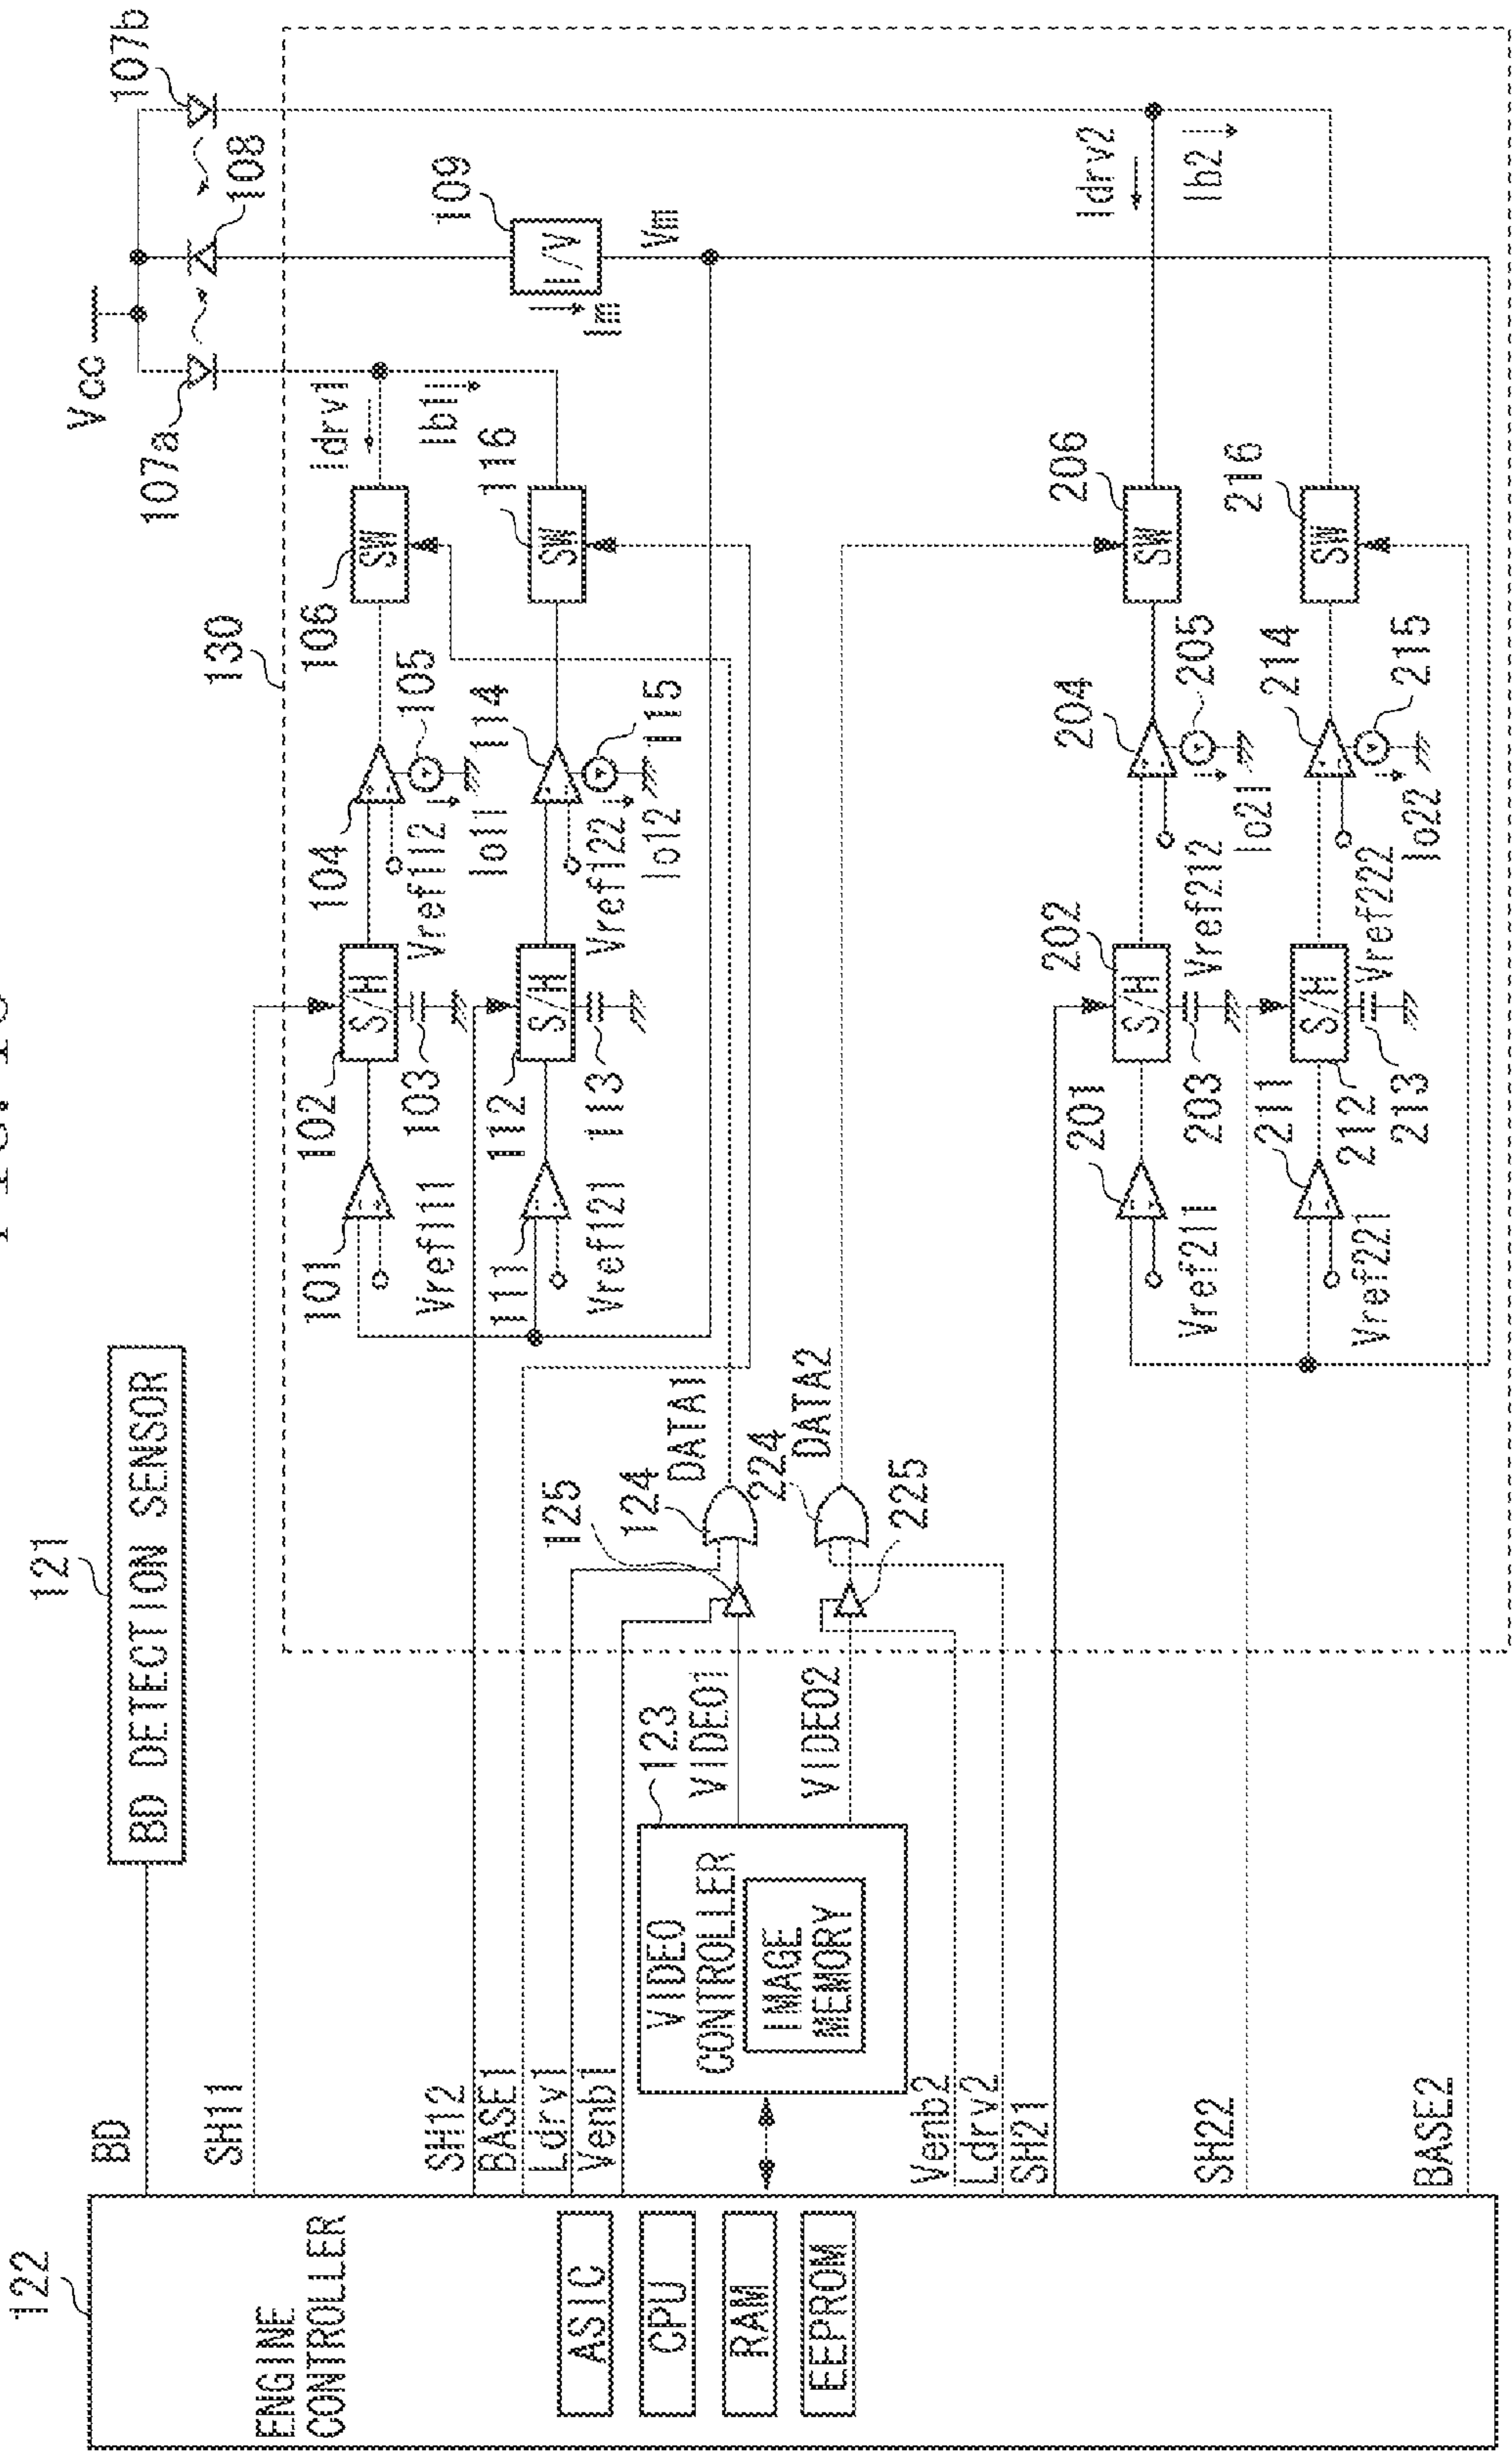 121
BD DETECTION SENSOR
122
ENGINE
CONTROLLER
ASIC
CPU
RAM
EEPROM
BD
SH11
SH12
BASE1
Ldrv1
Venb1
Venb2
Ldrv2
SH21
SH22
BASE2
123
VIDEO
CONTROLLER
IMAGE
MEMORY
VIDEO1
VIDEO2
125
124
DATA1
224
DATA2
225
130
101
Vref111
102
S/H
103
104
Vref112
105
Io11
106
SW
Idrv1
111
Vref121
112
S/H
113
114
Vref122
115
Io12
116
SW
Ib1
Vcc
107a
108
107b
109
I/V
Im
Vm
201
Vref211
202
S/H
203
204
Vref212
205
Io21
206
SW
Idrv2
211
Vref221
212
S/H
213
214
Vref222
215
Io22
216
SW
Ib2